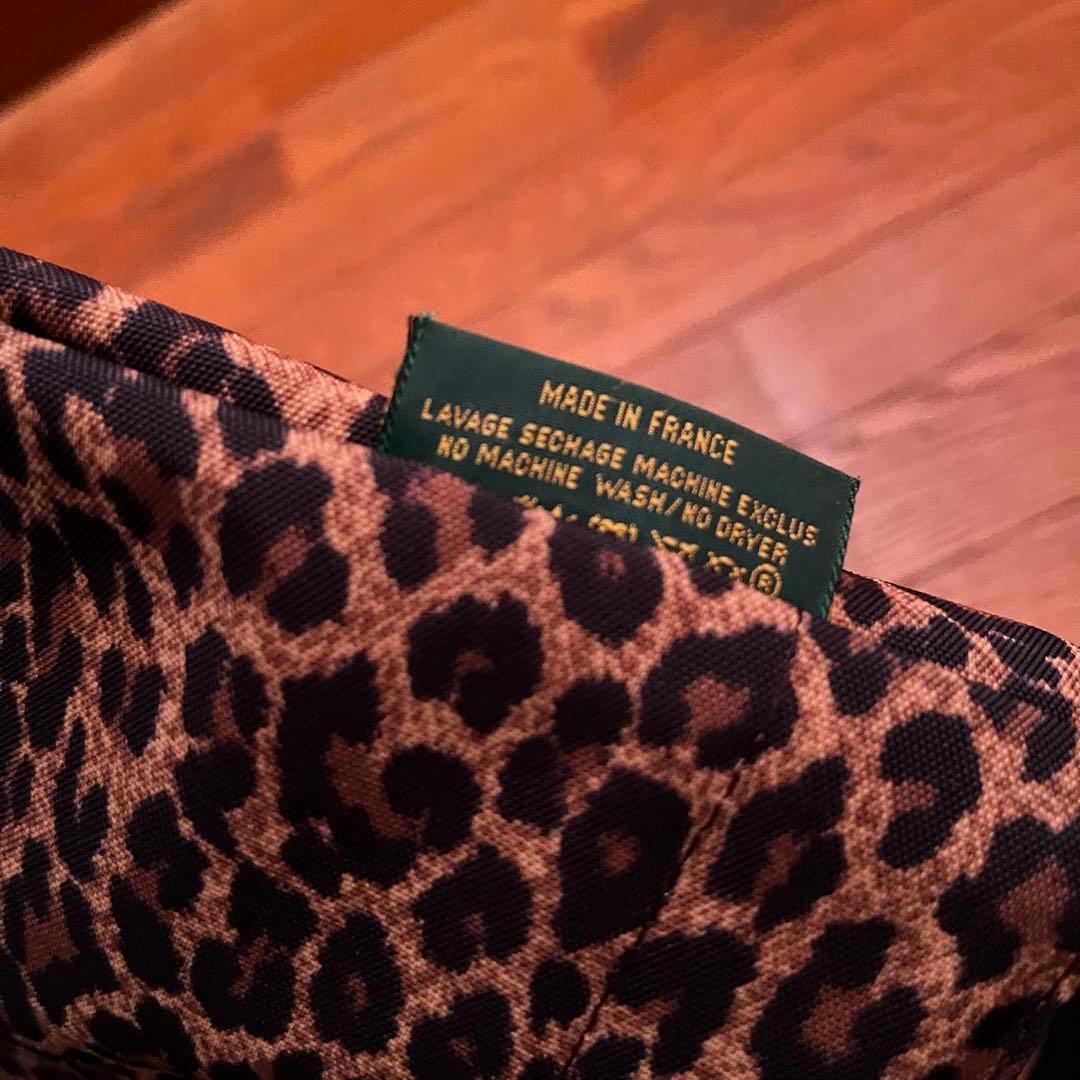 MADE IN FRANCE
LAVAGE SECHAGE MACHINE EXCLUS
NO MACHINE WASH/NO DRYER
®